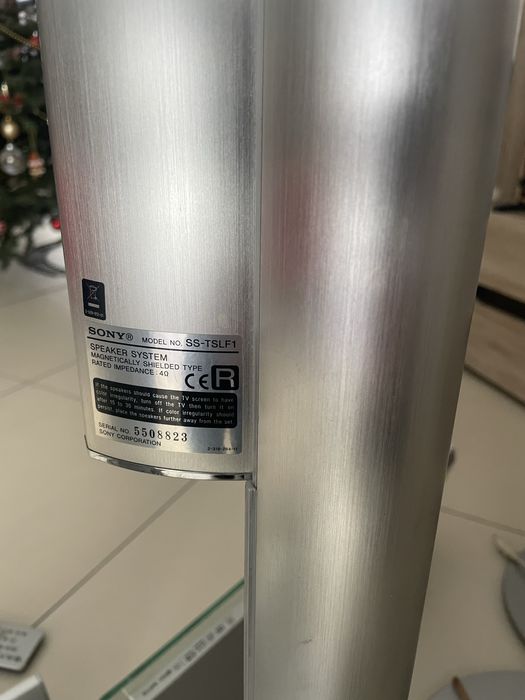 SONY® MODEL NO. SS-TSLF1
SPEAKER SYSTEM
MAGNETICALLY SHIELDED TYPE
RATED IMPEDANCE: 4Ω
CE R
If the speakers should cause the TV screen to have
color irregularity, turn off the TV then turn it on
after 15 to 30 minutes. If color irregularity should
persist, place the speakers further away from the set.
SERIAL NO. 5508823
SONY CORPORATION